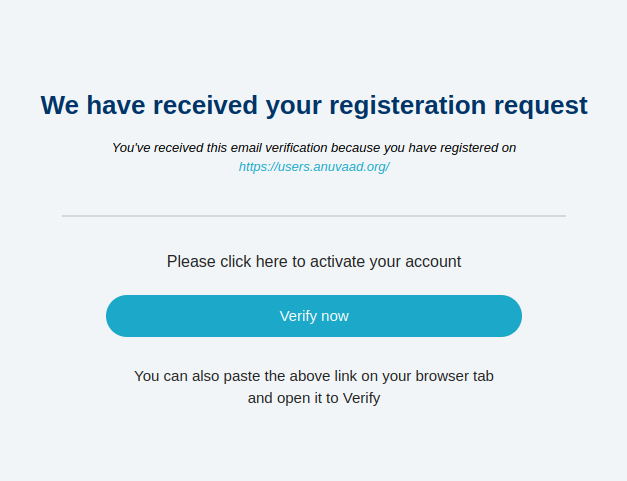 We have received your registeration request
You've received this email verification because you have registered on
https://users.anuvaad.org/
Please click here to activate your account
Verify now
You can also paste the above link on your browser tab
and open it to Verify